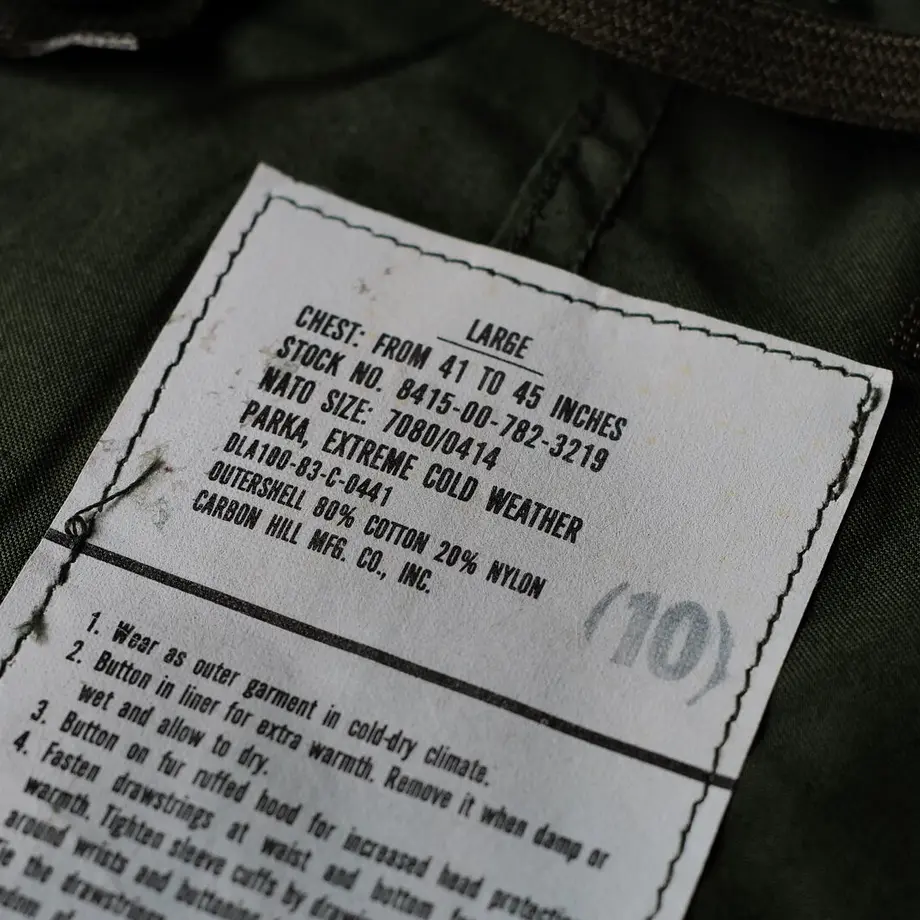 LARGE
CHEST: FROM 41 TO 45 INCHES
STOCK NO. 8415-00-782-3219
NATO SIZE: 7080/0414
PARKA, EXTREME COLD WEATHER
DLA100-83-C-0441
OUTERSHELL 80% COTTON 20% NYLON
CARBON HILL MFG. CO., INC.
(10)
1. Wear as outer garment in cold-dry climate.
2. Button in liner for extra warmth. Remove it when damp or
wet and allow to dry.
3. Button on fur ruffed hood for increased head
4. Fasten drawstrings at waist and bottom
warmth. Tighten sleeve cuffs by
around wrists and buttoning
the drawstrings
of